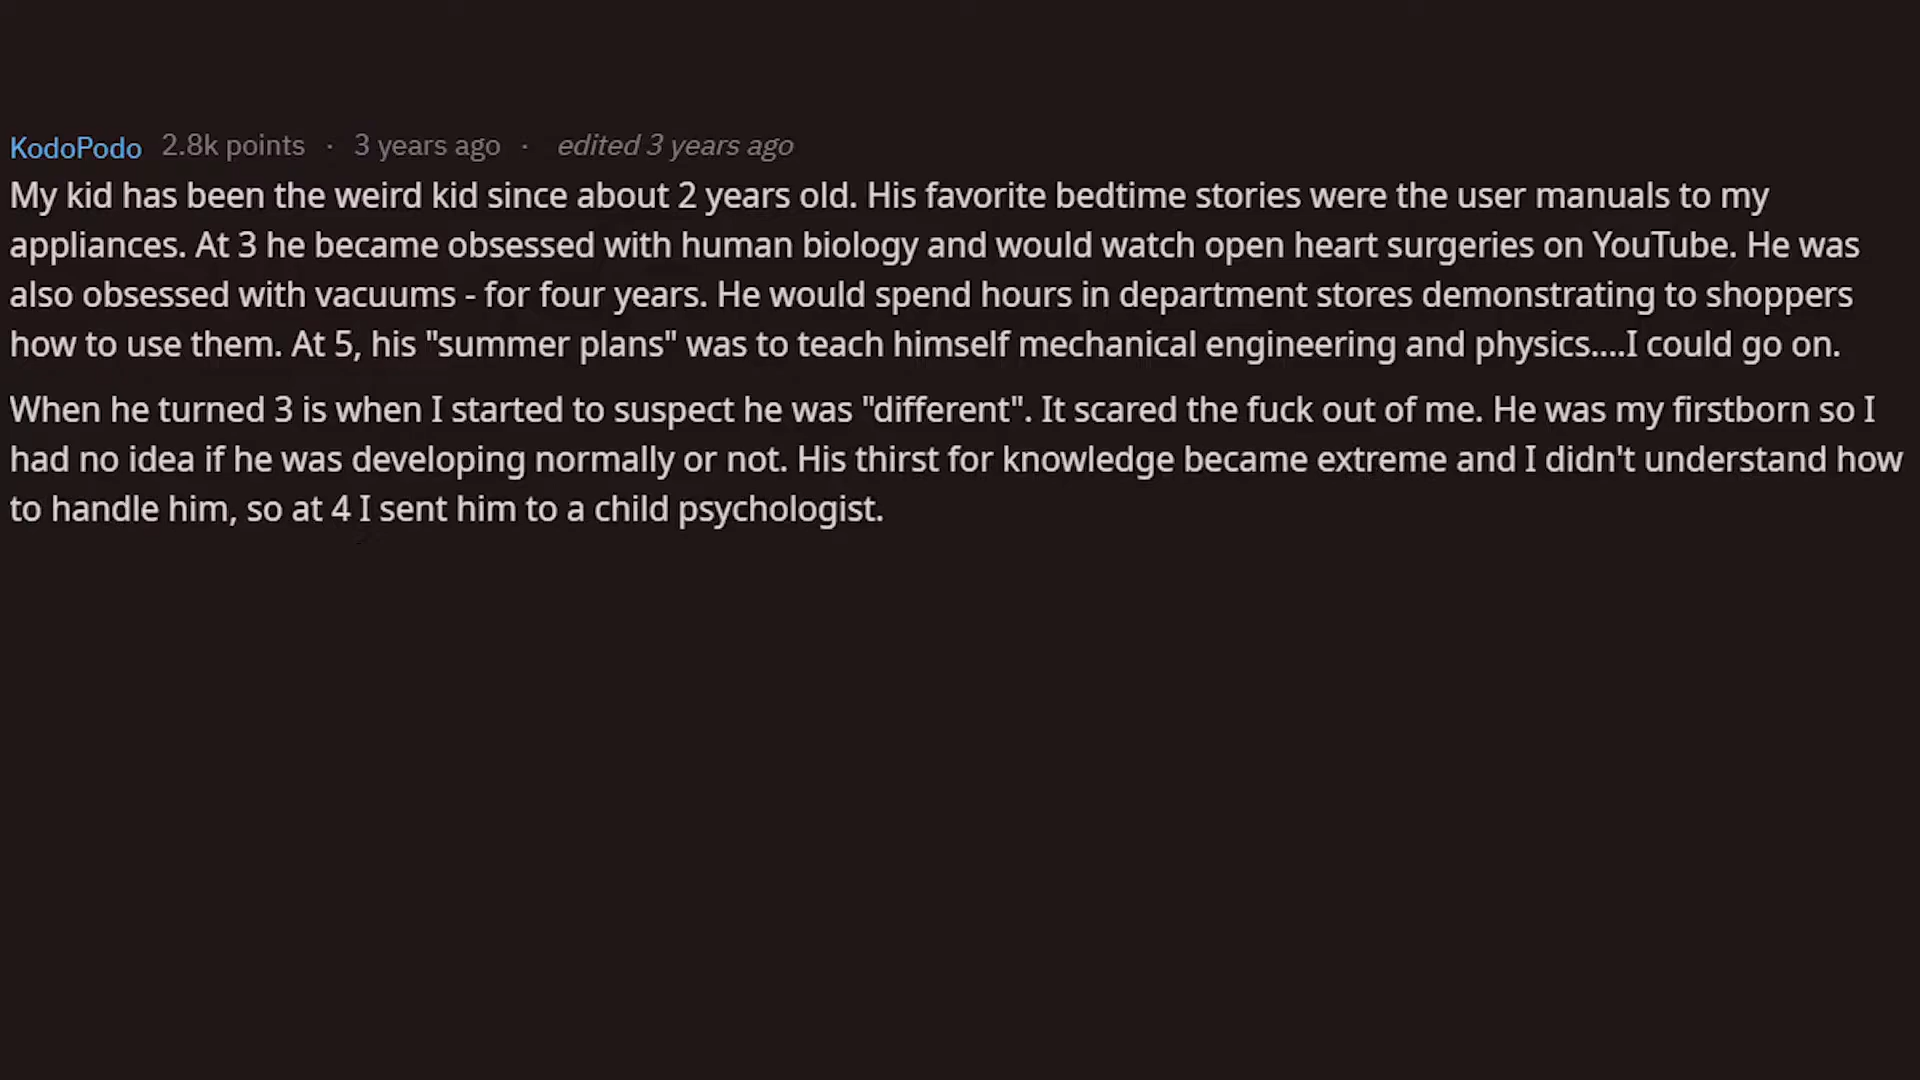 KodoPodo 2.8k points · 3 years ago · edited 3 years ago
My kid has been the weird kid since about 2 years old. His favorite bedtime stories were the user manuals to my
appliances. At 3 he became obsessed with human biology and would watch open heart surgeries on YouTube. He was
also obsessed with vacuums - for four years. He would spend hours in department stores demonstrating to shoppers
how to use them. At 5, his "summer plans" was to teach himself mechanical engineering and physics....I could go on.
When he turned 3 is when I started to suspect he was "different". It scared the fuck out of me. He was my firstborn so I
had no idea if he was developing normally or not. His thirst for knowledge became extreme and I didn't understand how
to handle him, so at 4 I sent him to a child psychologist.